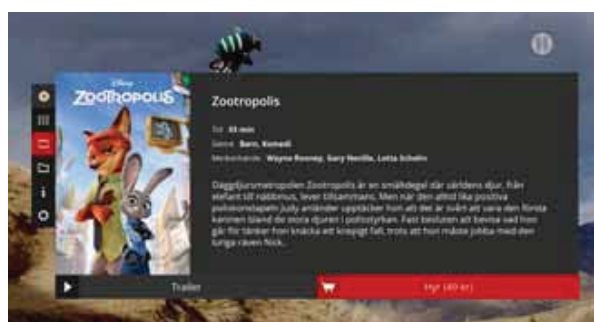 Disney
ZOOTROPOLIS
Zootropolis
Tid 93 min
Genre Barn, Komedi
Medverkande Wayne Rooney, Gary Neville, Lotta Schelin
Däggdjursmetropolen Zootropolis är en smältdegel där världens djur, från
elefant till näbbmus, lever tillsammans. Men när den alltid lika positiva
poliskonstapeln Judy anländer upptäcker hon att det är svårt att vara den första
kaninen bland de stora djuren i polisstyrkan. Fast besluten att bevisa vad hon
går för tänker hon knäcka ett knepigt fall, trots att hon måste jobba med den
luriga räven Nick.
Trailer
Hyr (49 kr)